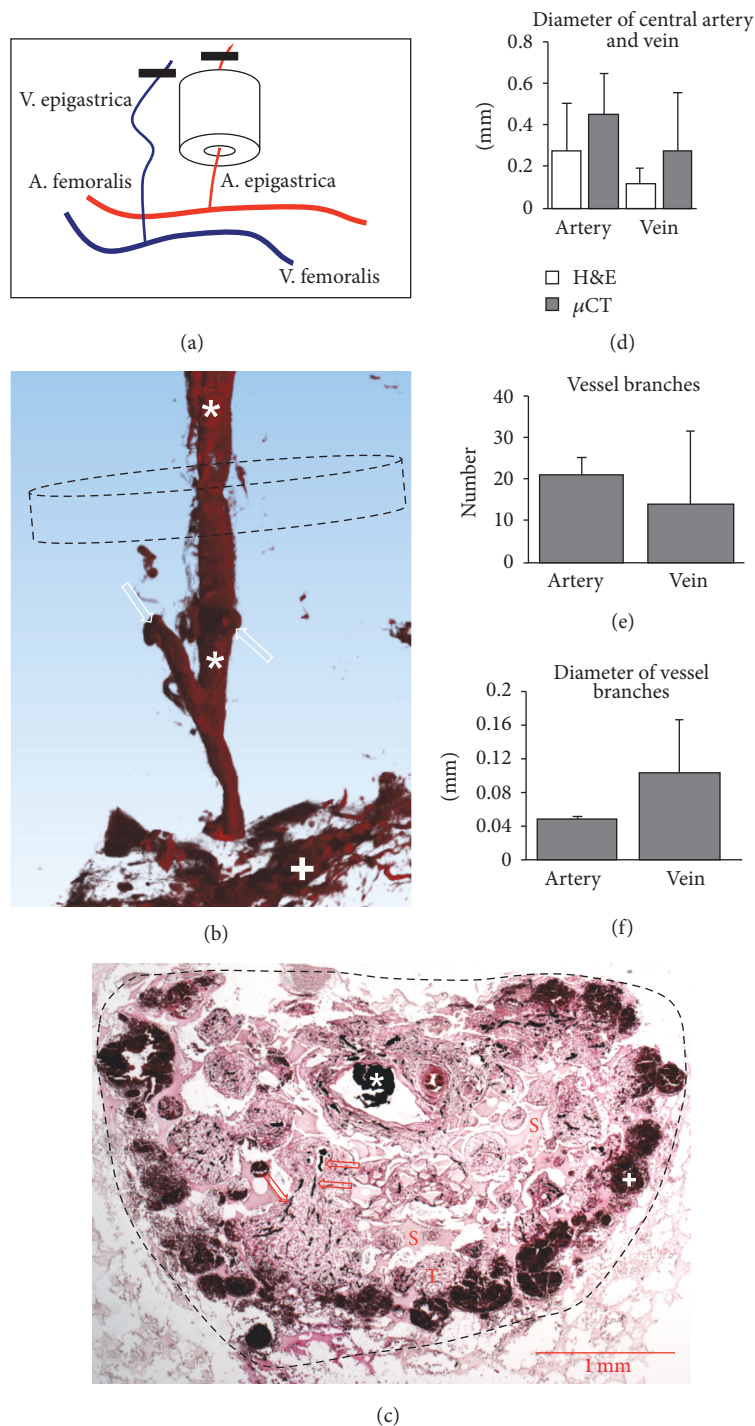 V. epigastrica
A. femoralis
A. epigastrica
V. femoralis
(a)
Diameter of central artery
and vein
(mm)
0.8
0.6
0.4
0.2
0
Artery
Vein
H&E
μCT
(d)
*
*
+
(b)
Vessel branches
Number
40
30
20
10
0
Artery
Vein
(e)
Diameter of vessel
branches
(mm)
0.2
0.16
0.12
0.08
0.04
0
Artery
Vein
(f)
*
S
+
S
T
1 mm
(c)